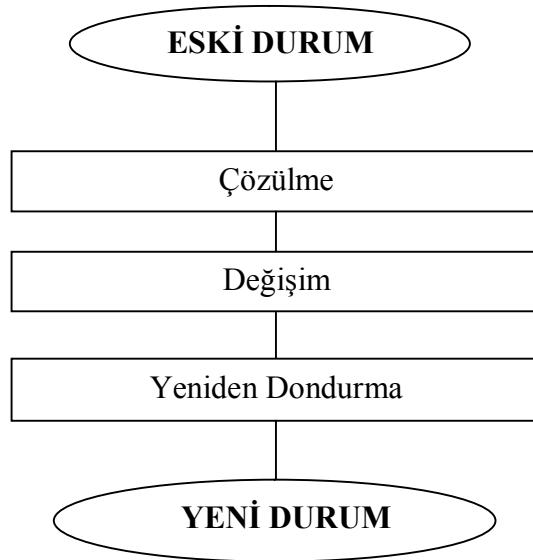 ESKİ DURUM
Çözülme
Değişim
Yeniden Dondurma
YENİ DURUM